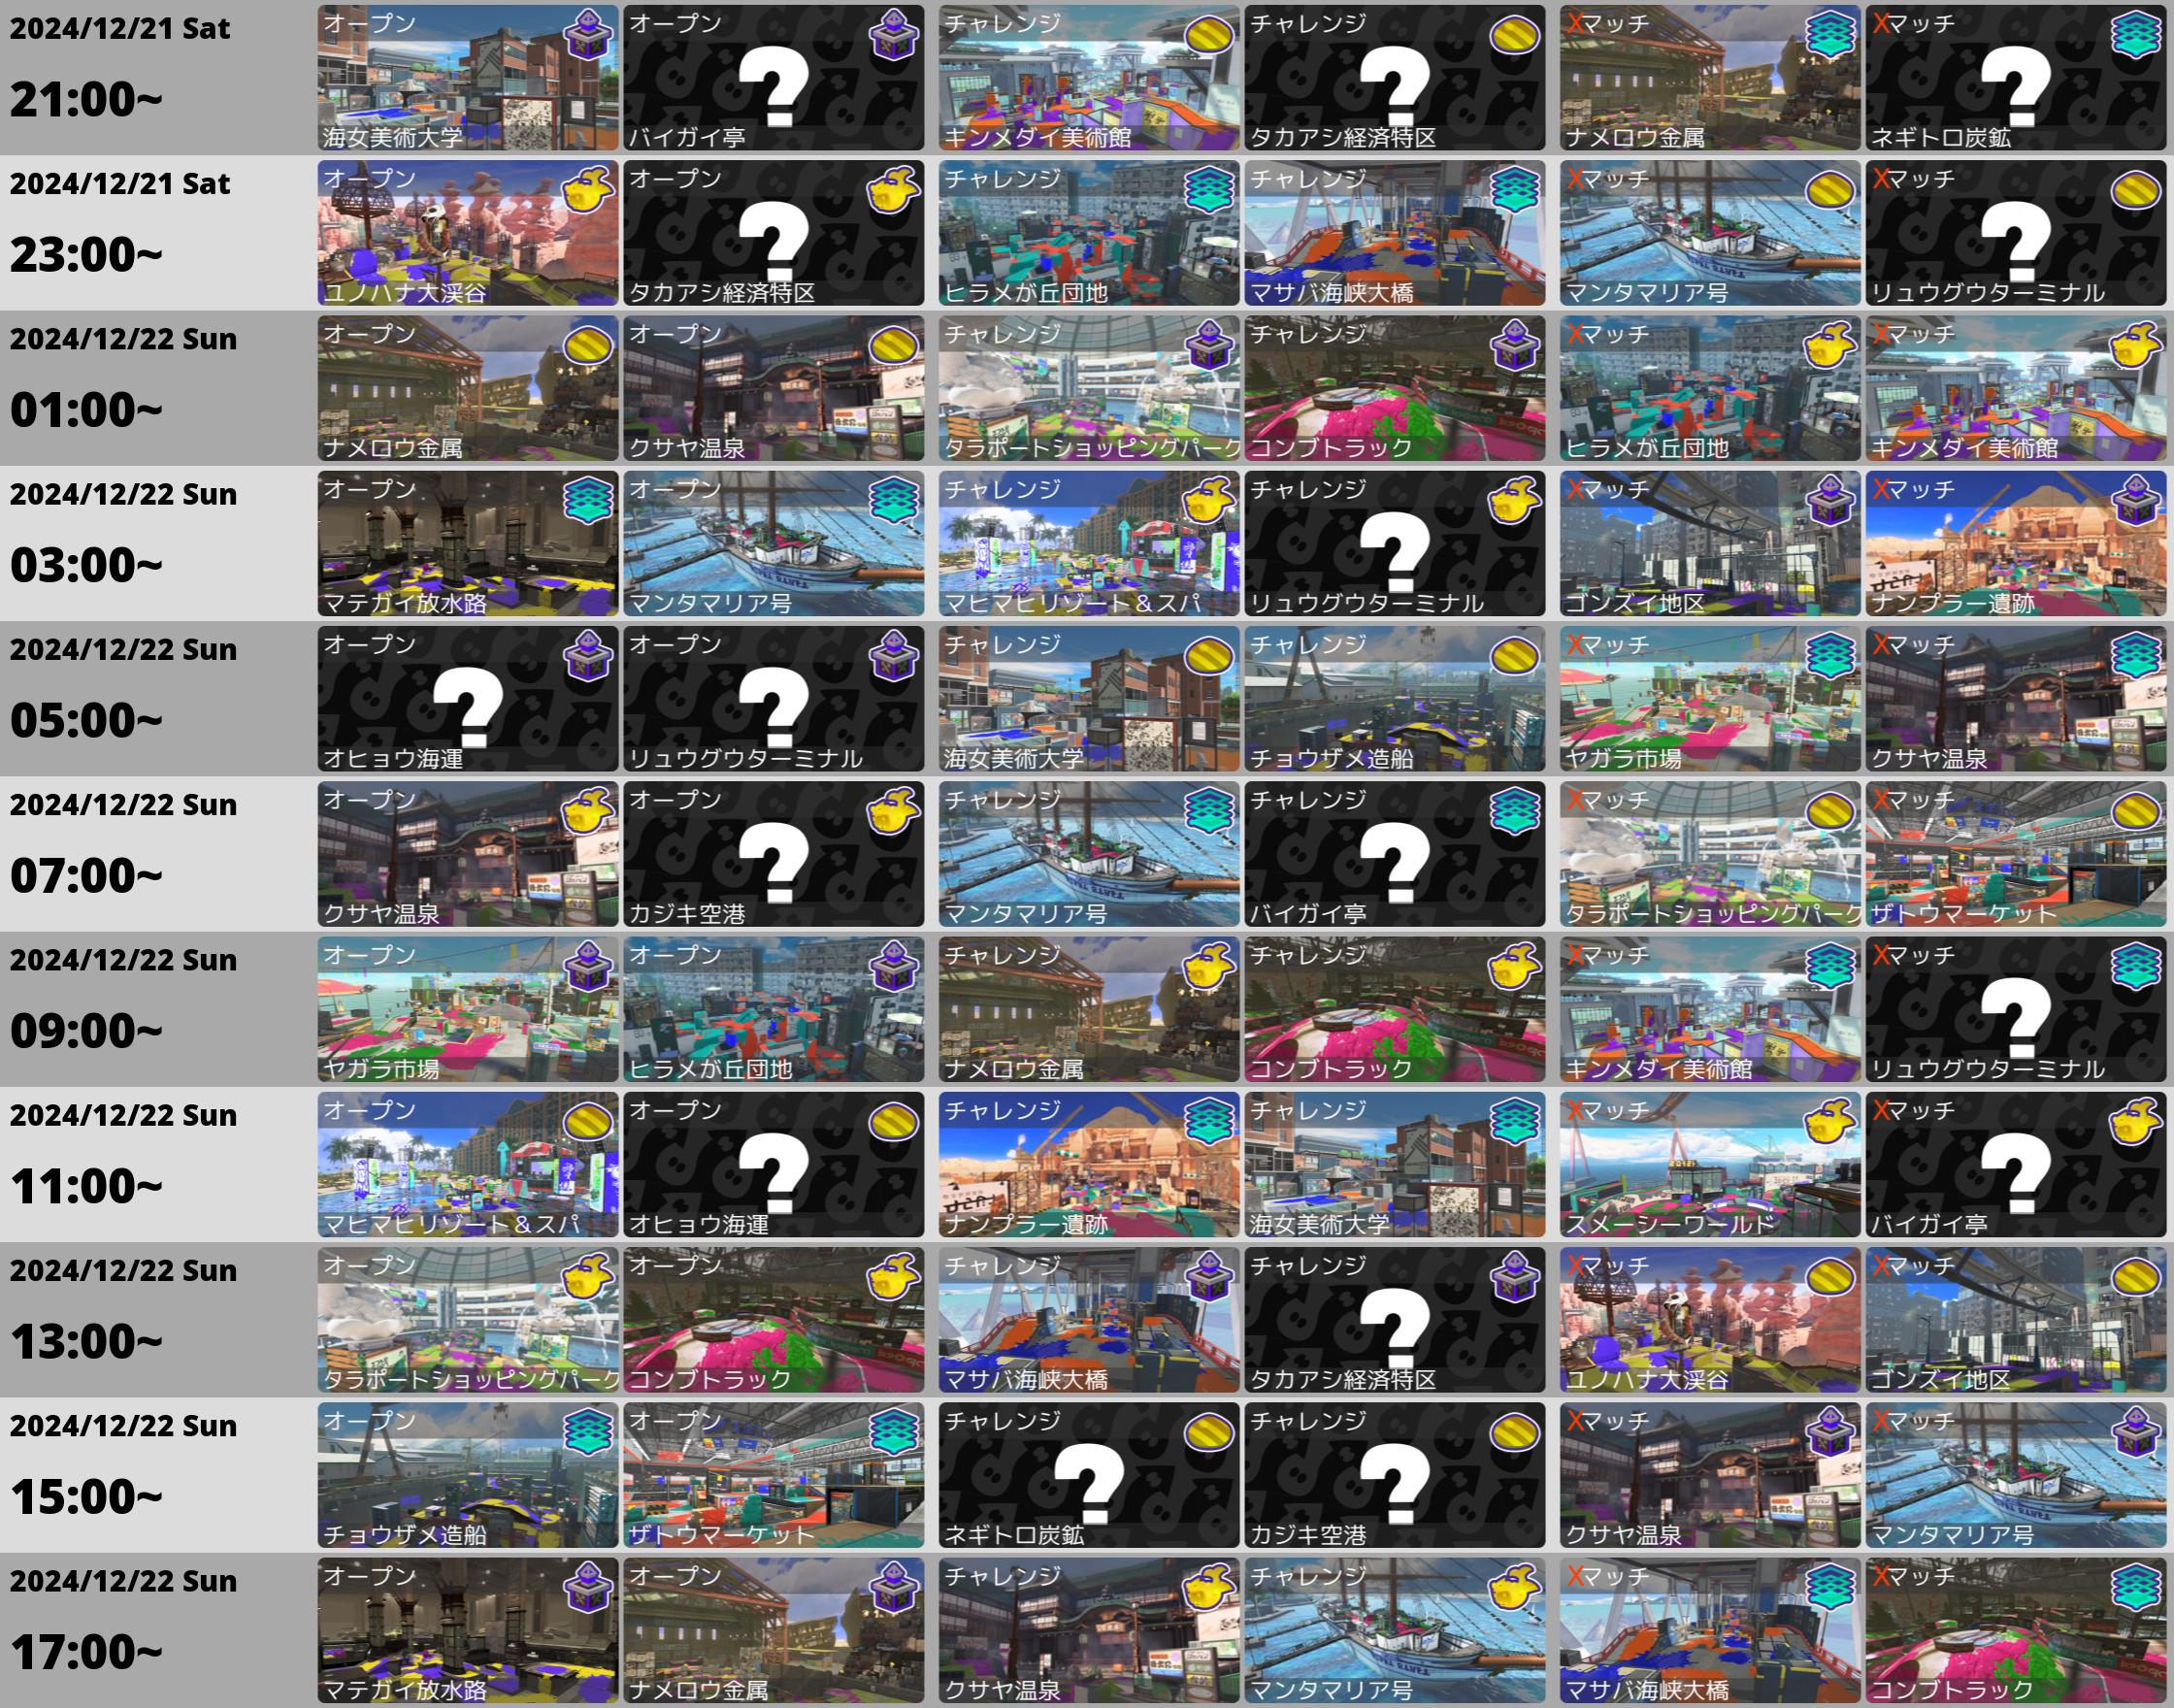 2024/12/21 Sat
21:00~
オープン
海女美術大学
オープン
バイガイ亭
チャレンジ
キンメダイ美術館
チャレンジ
タカアシ経済特区
Xマッチ
ナメロウ金属
Xマッチ
ネギトロ炭鉱
2024/12/21 Sat
23:00~
オープン
ユノハナ大渓谷
オープン
タカアシ経済特区
チャレンジ
ヒラメが丘団地
チャレンジ
マサバ海峡大橋
Xマッチ
マンタマリア号
Xマッチ
リュウグウターミナル
2024/12/22 Sun
01:00~
オープン
ナメロウ金属
オープン
クサヤ温泉
チャレンジ
タラポートショッピングパーク
チャレンジ
コンブトラック
Xマッチ
ヒラメが丘団地
Xマッチ
キンメダイ美術館
2024/12/22 Sun
03:00~
オープン
マテガイ放水路
オープン
マンタマリア号
チャレンジ
マヒマヒリゾート＆スパ
チャレンジ
リュウグウターミナル
Xマッチ
ゴンズイ地区
Xマッチ
ナンプラー遺跡
2024/12/22 Sun
05:00~
オープン
オヒョウ海運
オープン
リュウグウターミナル
チャレンジ
海女美術大学
チャレンジ
チョウザメ造船
Xマッチ
ヤガラ市場
Xマッチ
クサヤ温泉
2024/12/22 Sun
07:00~
オープン
クサヤ温泉
オープン
カジキ空港
チャレンジ
マンタマリア号
チャレンジ
バイガイ亭
Xマッチ
タラポートショッピングパーク
Xマッチ
ザトウマーケット
2024/12/22 Sun
09:00~
オープン
ヤガラ市場
オープン
ヒラメが丘団地
チャレンジ
ナメロウ金属
チャレンジ
コンブトラック
Xマッチ
キンメダイ美術館
Xマッチ
リュウグウターミナル
2024/12/22 Sun
11:00~
オープン
マヒマヒリゾート＆スパ
オープン
オヒョウ海運
チャレンジ
ナンプラー遺跡
チャレンジ
海女美術大学
Xマッチ
スメーシーワールド
Xマッチ
バイガイ亭
2024/12/22 Sun
13:00~
オープン
タラポートショッピングパーク
オープン
コンブトラック
チャレンジ
マサバ海峡大橋
チャレンジ
タカアシ経済特区
Xマッチ
ユノハナ大渓谷
Xマッチ
ゴンズイ地区
2024/12/22 Sun
15:00~
オープン
チョウザメ造船
オープン
ザトウマーケット
チャレンジ
ネギトロ炭鉱
チャレンジ
カジキ空港
Xマッチ
クサヤ温泉
Xマッチ
マンタマリア号
2024/12/22 Sun
17:00~
オープン
マテガイ放水路
オープン
ナメロウ金属
チャレンジ
クサヤ温泉
チャレンジ
マンタマリア号
Xマッチ
マサバ海峡大橋
Xマッチ
コンブトラック